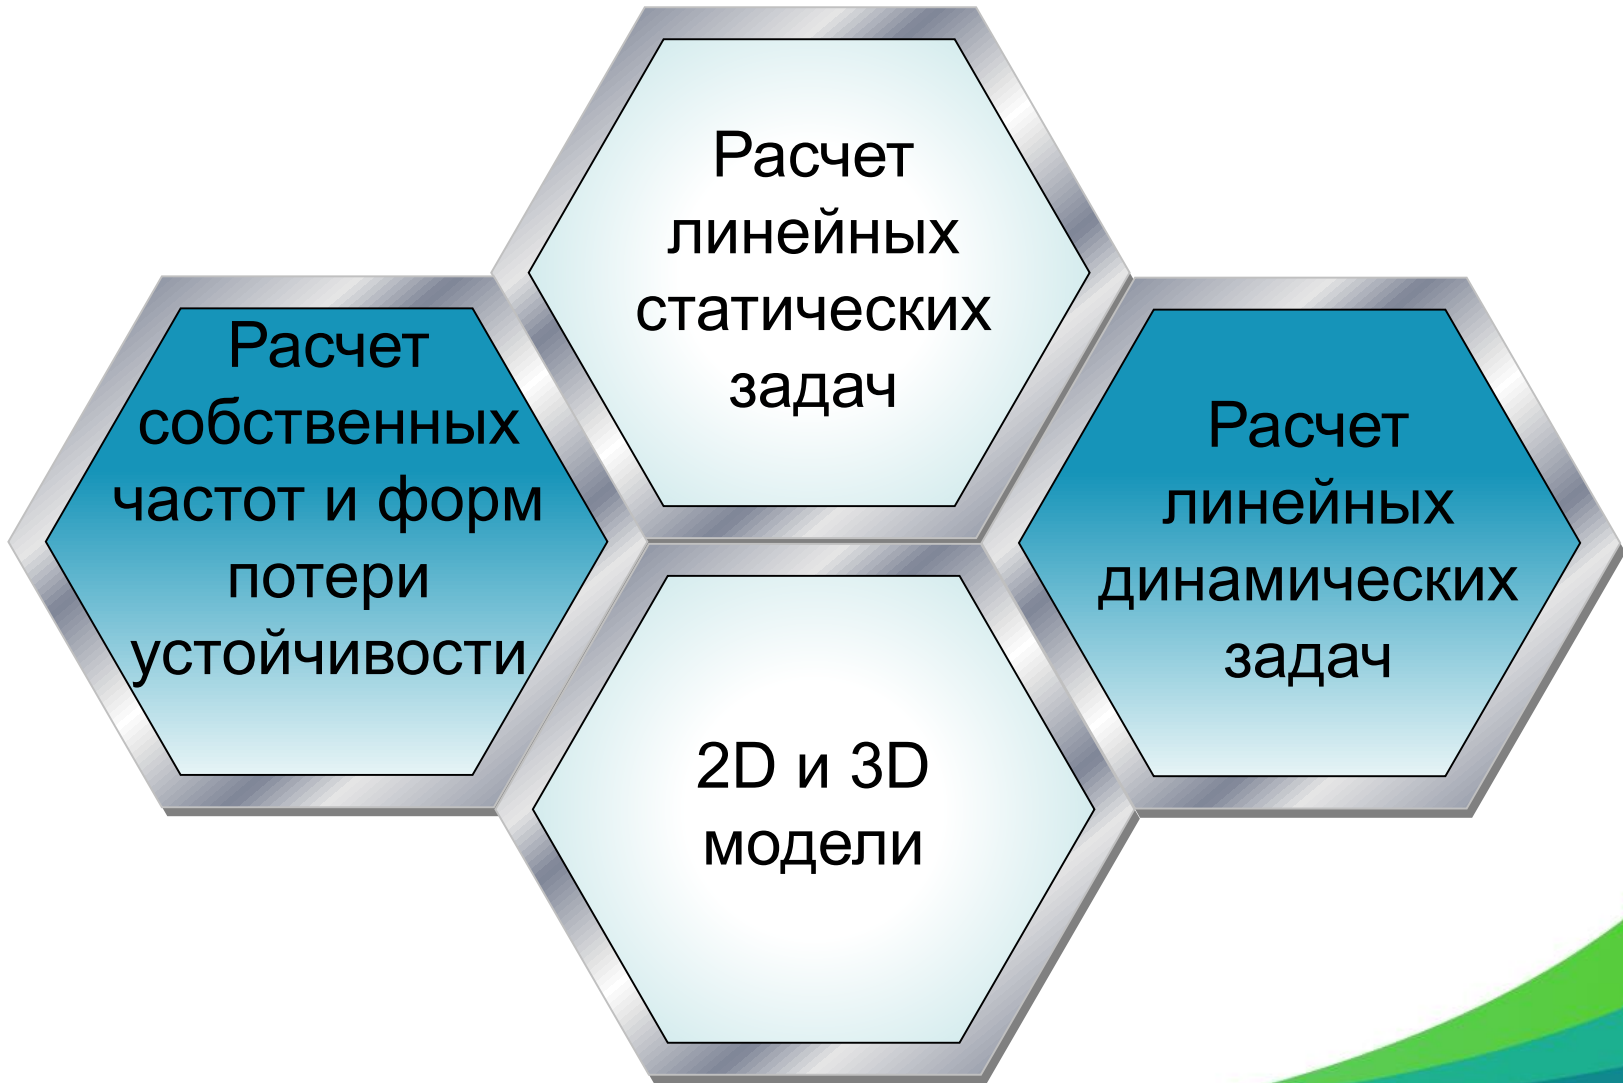 Расчет
линейных
статических
задач
Расчет
собственных
частот и форм
потери
устойчивости
Расчет
линейных
динамических
задач
2D и 3D
модели